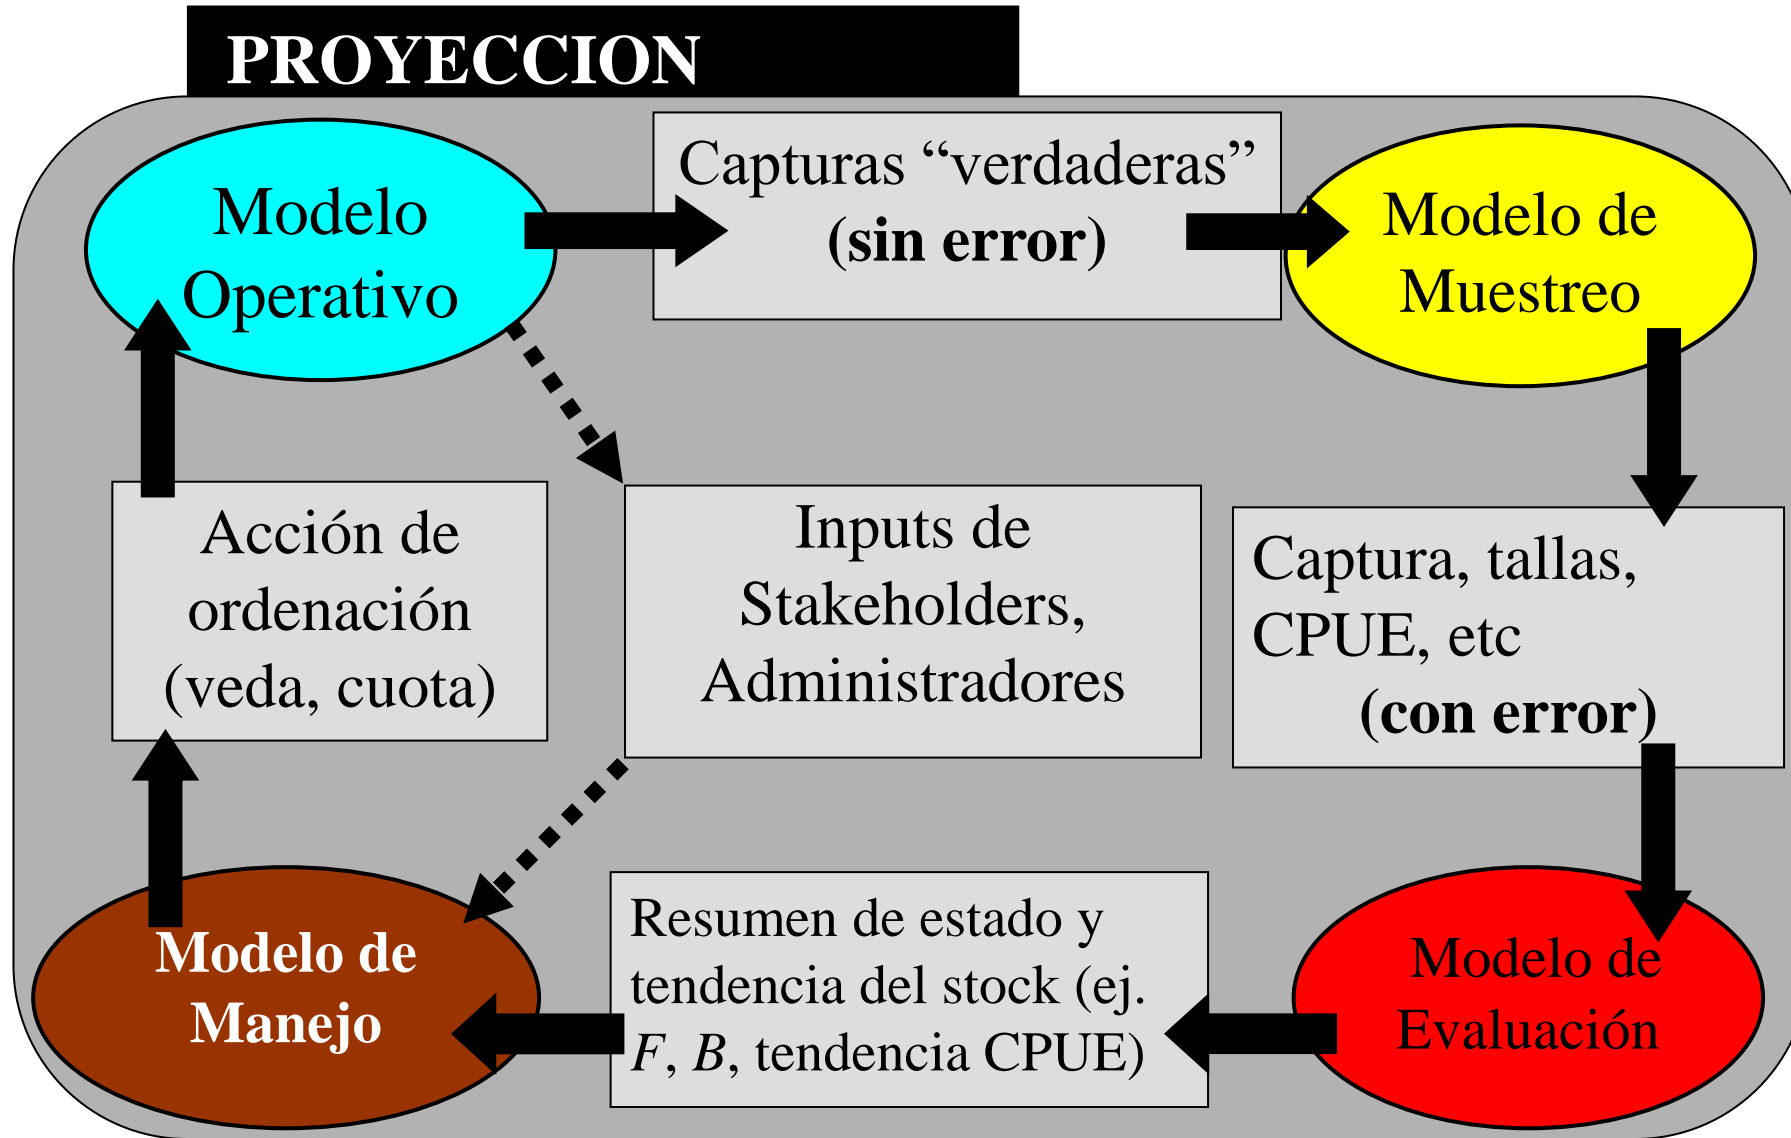 PROYECCION
Modelo
Operativo
Capturas “verdaderas”
(sin error)
Modelo de
Muestreo
Acción de
ordenación
(veda, cuota)
Inputs de
Stakeholders,
Administradores
Captura, tallas,
CPUE, etc
(con error)
Modelo de
Manejo
Resumen de estado y
tendencia del stock (ej.
F, B, tendencia CPUE)
Modelo de
Evaluación